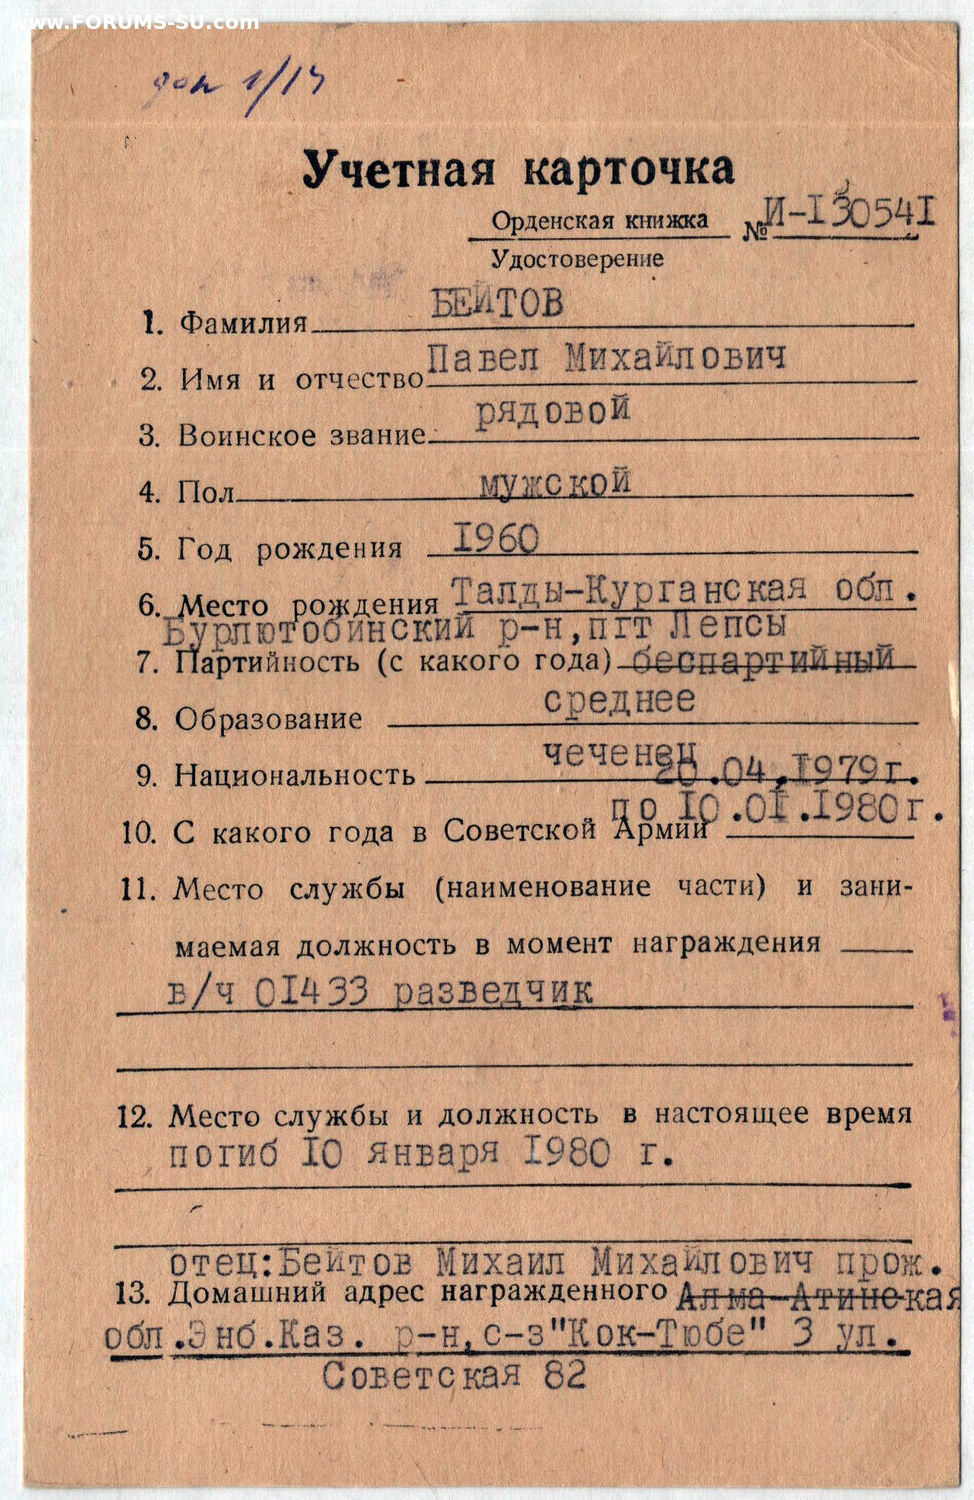 www.FORUMS-SU.com
доп 1/14
Учетная карточка
Орденская книжка № И-130541
Удостоверение
1. Фамилия БЕЙТОВ
2. Имя и отчество Павел Михайлович
3. Воинское звание рядовой
4. Пол мужской
5. Год рождения 1960
6. Место рождения Талды-Курганская обл.
Бурлютобинский р-н,пгт Лепсы
7. Партийность (с какого года) беспартийный
8. Образование среднее
9. Национальность чеченец 20.04.1979г.
по 10.01.1980г.
10. С какого года в Советской Армии
11. Место службы (наименование части) и зани-
маемая должность в момент награждения
в/ч 01433 разведчик
12. Место службы и должность в настоящее время
погиб 10 января 1980 г.
отец:Бейтов Михаил Михайлович прож.
13. Домашний адрес награжденного Алма-Атинская
обл.Энб.Каз. р-н,с-з"Кок-Тюбе" 3 ул.
Советская 82